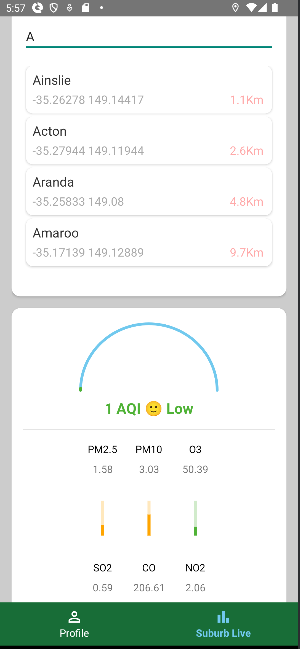 5:57
A
Ainslie
-35.26278 149.14417 1.1Km
Acton
-35.27944 149.11944 2.6Km
Aranda
-35.25833 149.08 4.8Km
Amaroo
-35.17139 149.12889 9.7Km
1 AQI 🙂 Low
PM2.5 PM10 O3
1.58 3.03 50.39
SO2 CO NO2
0.59 206.61 2.06
Profile Suburb Live